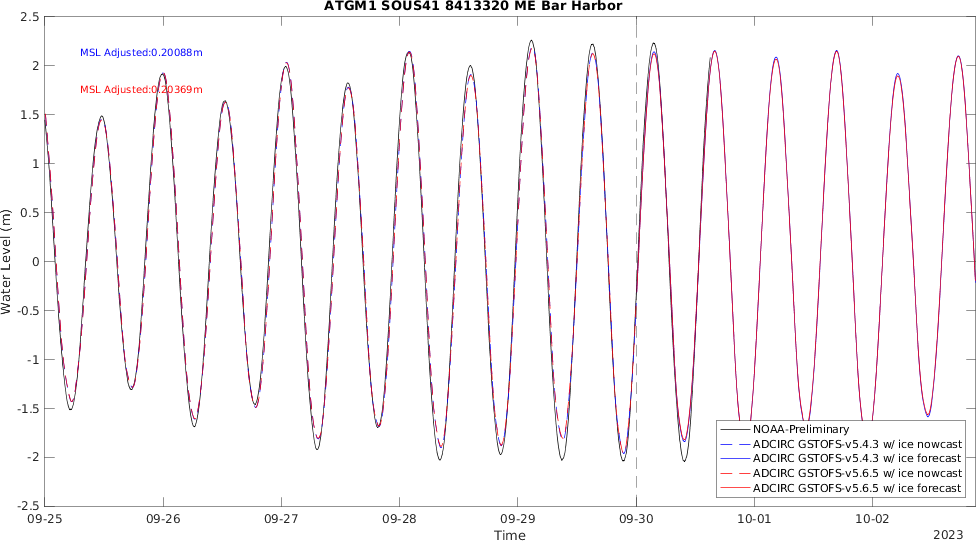 ATGM1 SOUS41 8413320 ME Bar Harbor
2.5
MSL Adjusted:0.20088m
2
MSL Adjusted:0.20369m
1.5
1
0.5
0
-0.5
-1
-1.5
-2
-2.5
Water Level (m)
NOAA-Preliminary
ADCIRC GSTOFS-v5.4.3 w/ ice nowcast
ADCIRC GSTOFS-v5.4.3 w/ ice forecast
ADCIRC GSTOFS-v5.6.5 w/ ice nowcast
ADCIRC GSTOFS-v5.6.5 w/ ice forecast
09-25 09-26 09-27 09-28 09-29 09-30 10-01 10-02
Time
2023